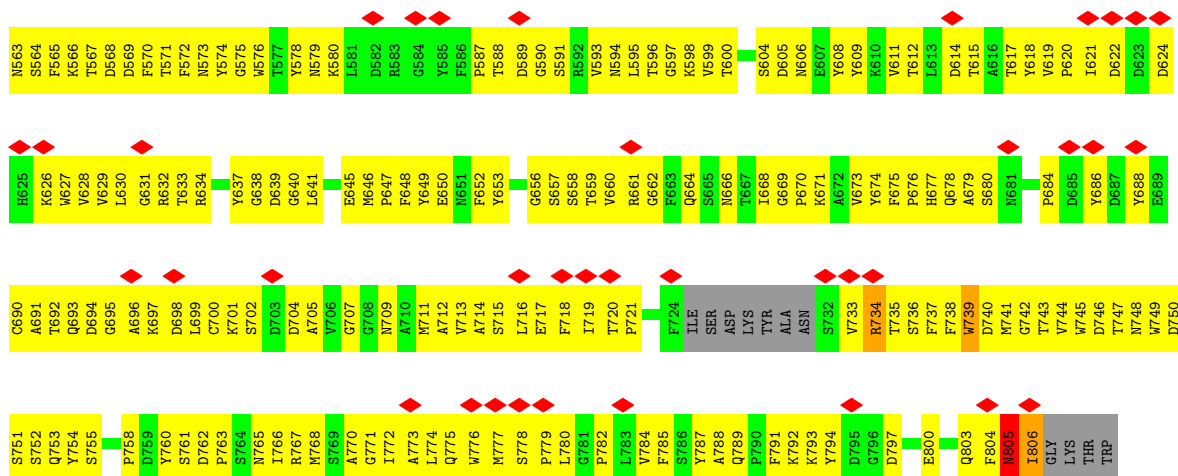 N563 S564 F565 K566 T567 D568 D569 F570 T571 F572 N573 Y574 G575 W576 T577 Y578 N579 K580 L581 D582 R583 G584 Y585 F586 P587 T588 D589 G590 S591 R592 V593 N594 L595 T596 G597 K598 V599 T600 S604 D605 N606 E607 Y608 Y609 K610 V611 T612 L613 D614 T615 A616 T617 Y618 V619 P620 I621 D622 D623 D624
H625 K626 W627 V628 V629 L630 G631 R632 T633 R634 Y637 G638 D639 G640 L641 E645 M646 P647 F648 Y649 E650 N651 F652 Y653 G656 S657 S658 T659 V660 R661 G662 F663 Q664 S665 N666 T667 I668 G669 P670 K671 A672 V673 Y674 F675 P676 H677 Q678 A679 S680 N681 P684 D685 Y686 D687 Y688 E689
C690 A691 T692 Q693 D694 G695 A696 K697 D698 L699 C700 K701 S702 D703 D704 A705 V706 G707 G708 N709 A710 M711 A712 V713 A714 S715 L716 E717 F718 I719 T720 P721 F724 ILE SER ASP LYS TYR ALA ASN S732 V733 R734 T735 S736 F737 F738 W739 D740 M741 G742 T743 V744 W745 D746 T747 N748 W749 D750
S751 S752 Q753 Y754 S755 P758 D759 Y760 S761 D762 P763 S764 N765 I766 R767 M768 S769 A770 G771 I772 A773 L774 Q775 W776 M777 S778 P779 L780 G781 P782 L783 V784 F785 S786 Y787 A788 Q789 P790 F791 K792 K793 Y794 D795 G796 D797 E800 Q803 F804 N805 I806 GLY LYS THR TRP